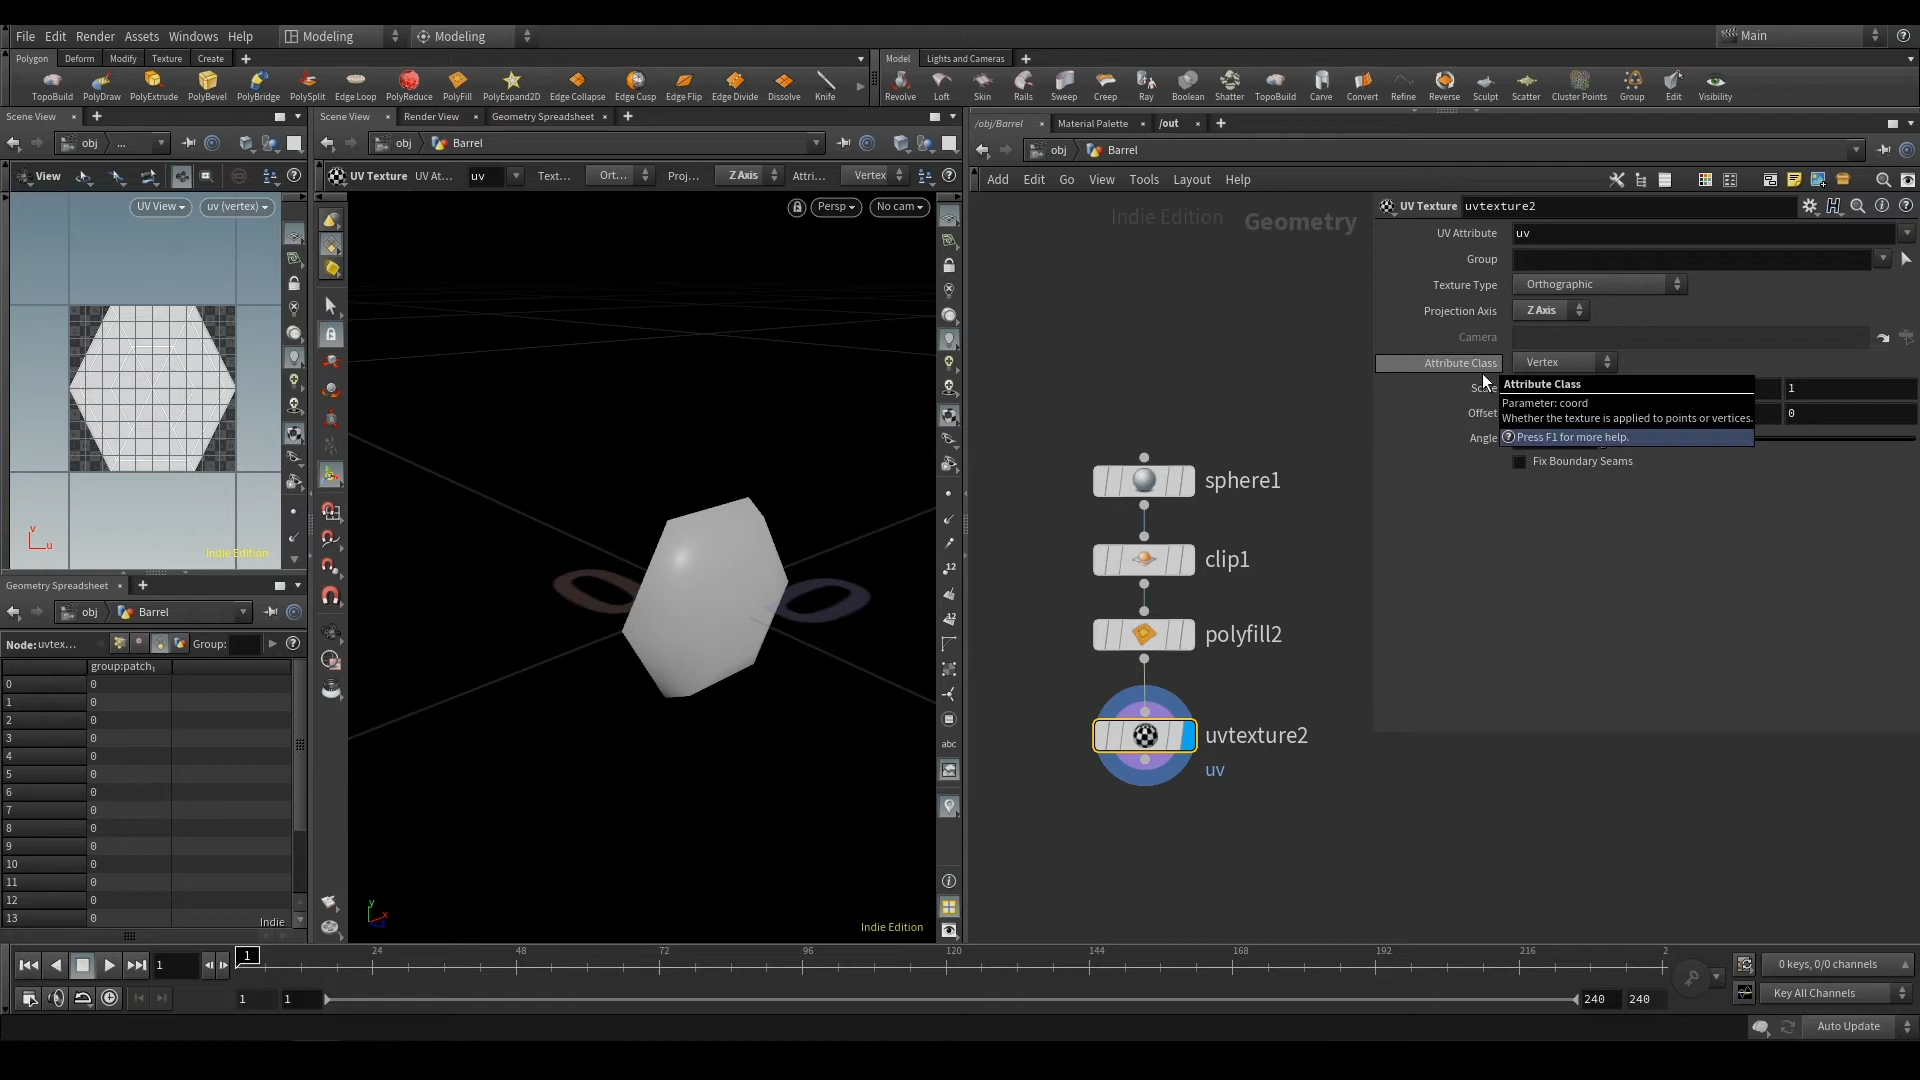 File Edit Render Assets Windows Help Modeling Modeling Main
Polygon Deform Modify Texture Create
Model Lights and Cameras
TopoBuild PolyDraw PolyExtrude PolyBevel PolyBridge PolySplit Edge Loop PolyReduce PolyFill PolyExpand2D Edge Collapse Edge Cusp Edge Flip Edge Divide Dissolve Knife
Revolve Loft Skin Rails Sweep Creep Ray Boolean Shatter TopoBuild Carve Convert Refine Reverse Sculpt Scatter Cluster Points Group Edit Visibility
Scene View
Scene View Render View Geometry Spreadsheet
/obj/Barrel Material Palette /out
obj ...
obj Barrel
obj Barrel
View
UV Texture UV At... uv Text... Ort... Proj... Z Axis Attri... Vertex
Add Edit Go View Tools Layout Help
UV View uv (vertex)
Persp No cam
Indie Edition Geometry
UV Texture uvtexture2
UV Attribute uv
Group
Texture Type Orthographic
Projection Axis Z Axis
Camera
Attribute Class Vertex
Attribute Class
Parameter: coord
Whether the texture is applied to points or vertices.
Press F1 for more help.
1
Offset 0
Angle
Fix Boundary Seams
v
u
Indie Edition
sphere1
clip1
polyfill2
uvtexture2
uv
12
12
abc
Geometry Spreadsheet
obj Barrel
Node: uvtex... Group:
group:patch1
0 0
1 0
2 0
3 0
4 0
5 0
6 0
7 0
8 0
9 0
10 0
11 0
12 0
13 0
Indie
y
x
Indie Edition
1 1 24 48 72 96 120 144 168 192 216 2
0 keys, 0/0 channels
1 1 240 240
Key All Channels
Auto Update